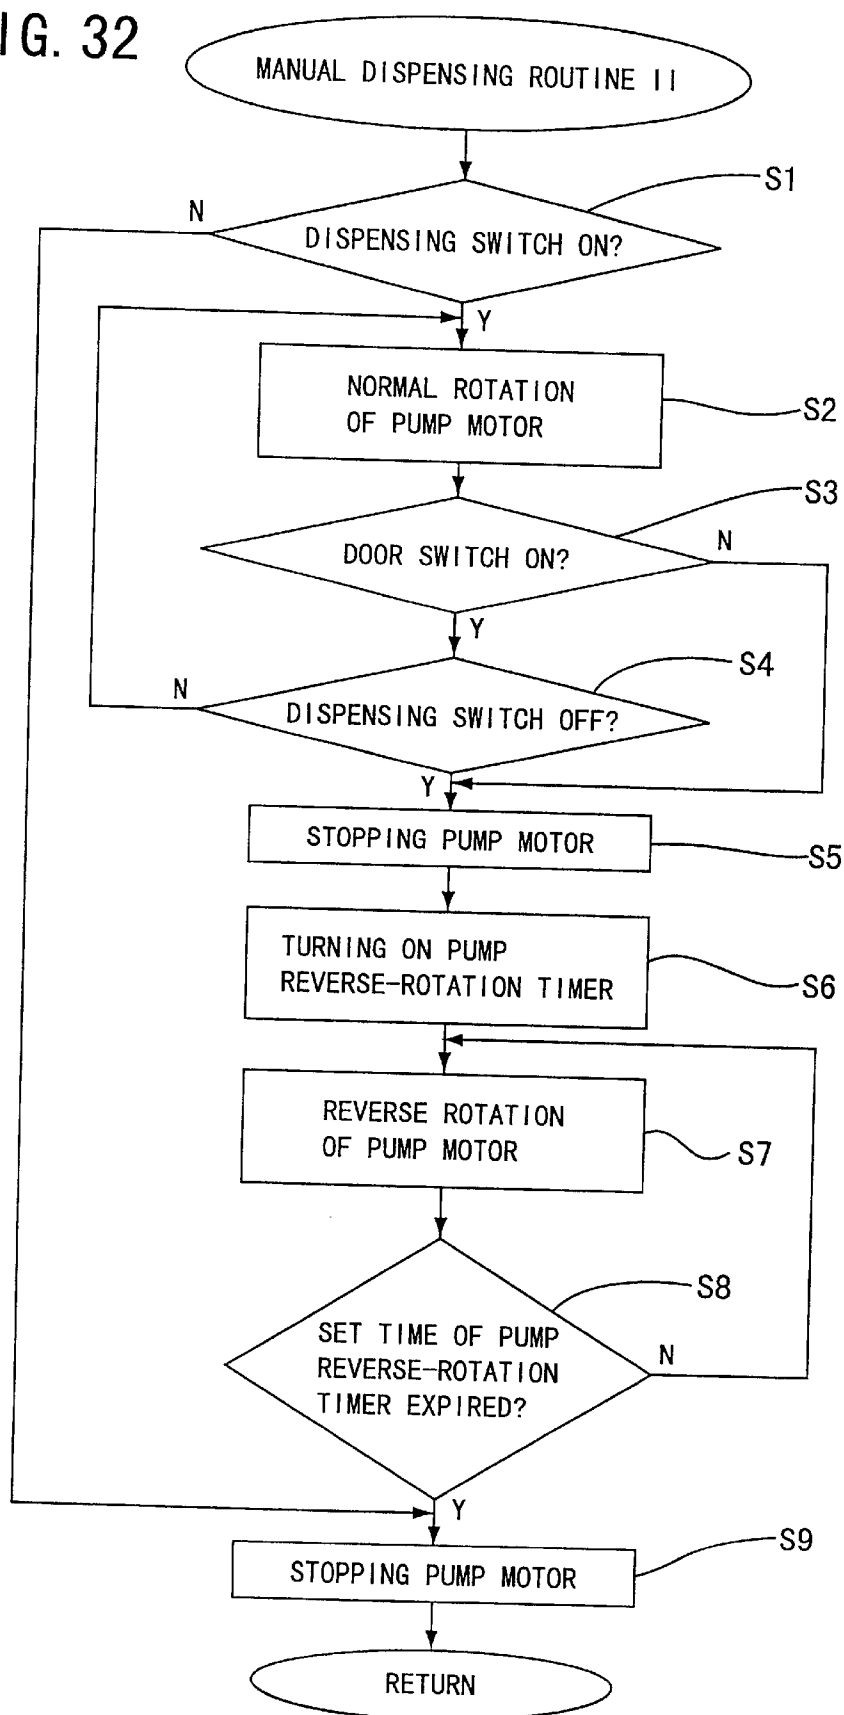 IG. 32
MANUAL DISPENSING ROUTINE II
S1
N
DISPENSING SWITCH ON?
Y
NORMAL ROTATION
OF PUMP MOTOR
S2
S3
N
DOOR SWITCH ON?
Y
S4
N
DISPENSING SWITCH OFF?
Y
STOPPING PUMP MOTOR
S5
TURNING ON PUMP
REVERSE-ROTATION TIMER
S6
REVERSE ROTATION
OF PUMP MOTOR
S7
S8
SET TIME OF PUMP
REVERSE-ROTATION
TIMER EXPIRED?
N
Y
S9
STOPPING PUMP MOTOR
RETURN